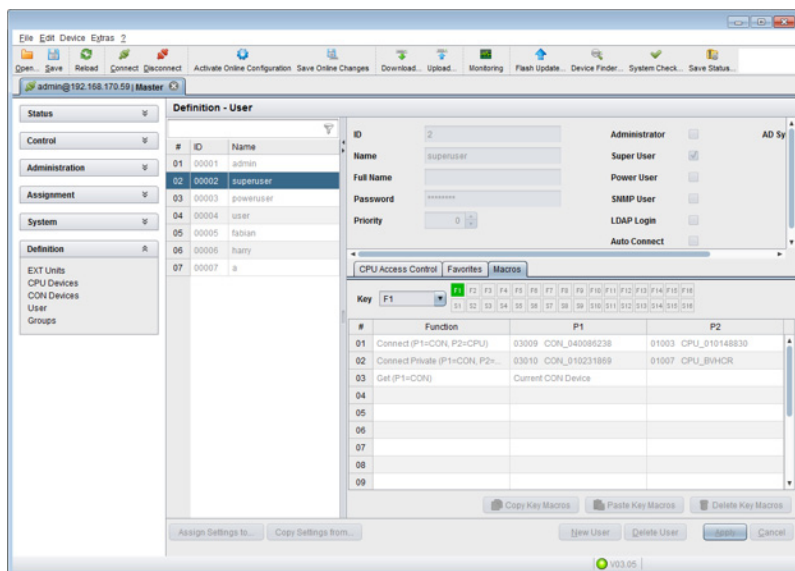 File Edit Device Extras ?
Open... Save Reload Connect Disconnect Activate Online Configuration Save Online Changes Download... Upload... Monitoring Flash Update... Device Finder... System Check... Save Status...
admin@192.168.170.59 | Master
Status
Control
Administration
Assignment
System
Definition
EXT Units
CPU Devices
CON Devices
User
Groups
Definition - User
# ID Name
01 00001 admin
02 00002 superuser
03 00003 poweruser
04 00004 user
05 00005 fabian
06 00006 harry
07 00007 a
ID 2 Administrator AD Sy
Name superuser Super User
Full Name Power User
Password ******** SNMP User
Priority 0 LDAP Login
Auto Connect
CPU Access Control Favorites Macros
Key F1 F1 F2 F3 F4 F5 F6 F7 F8 F9 F10 F11 F12 F13 F14 F15 F16
S1 S2 S3 S4 S5 S6 S7 S8 S9 S10 S11 S12 S13 S14 S15 S16
# Function P1 P2
01 Connect (P1=CON, P2=CPU) 03009 CON_040086238 01003 CPU_010148830
02 Connect Private (P1=CON, P2=... 03010 CON_010231869 01007 CPU_BVHCR
03 Get (P1=CON) Current CON Device
04
05
06
07
08
09
Copy Key Macros Paste Key Macros Delete Key Macros
Assign Settings to... Copy Settings from... New User Delete User Apply Cancel
V03.05